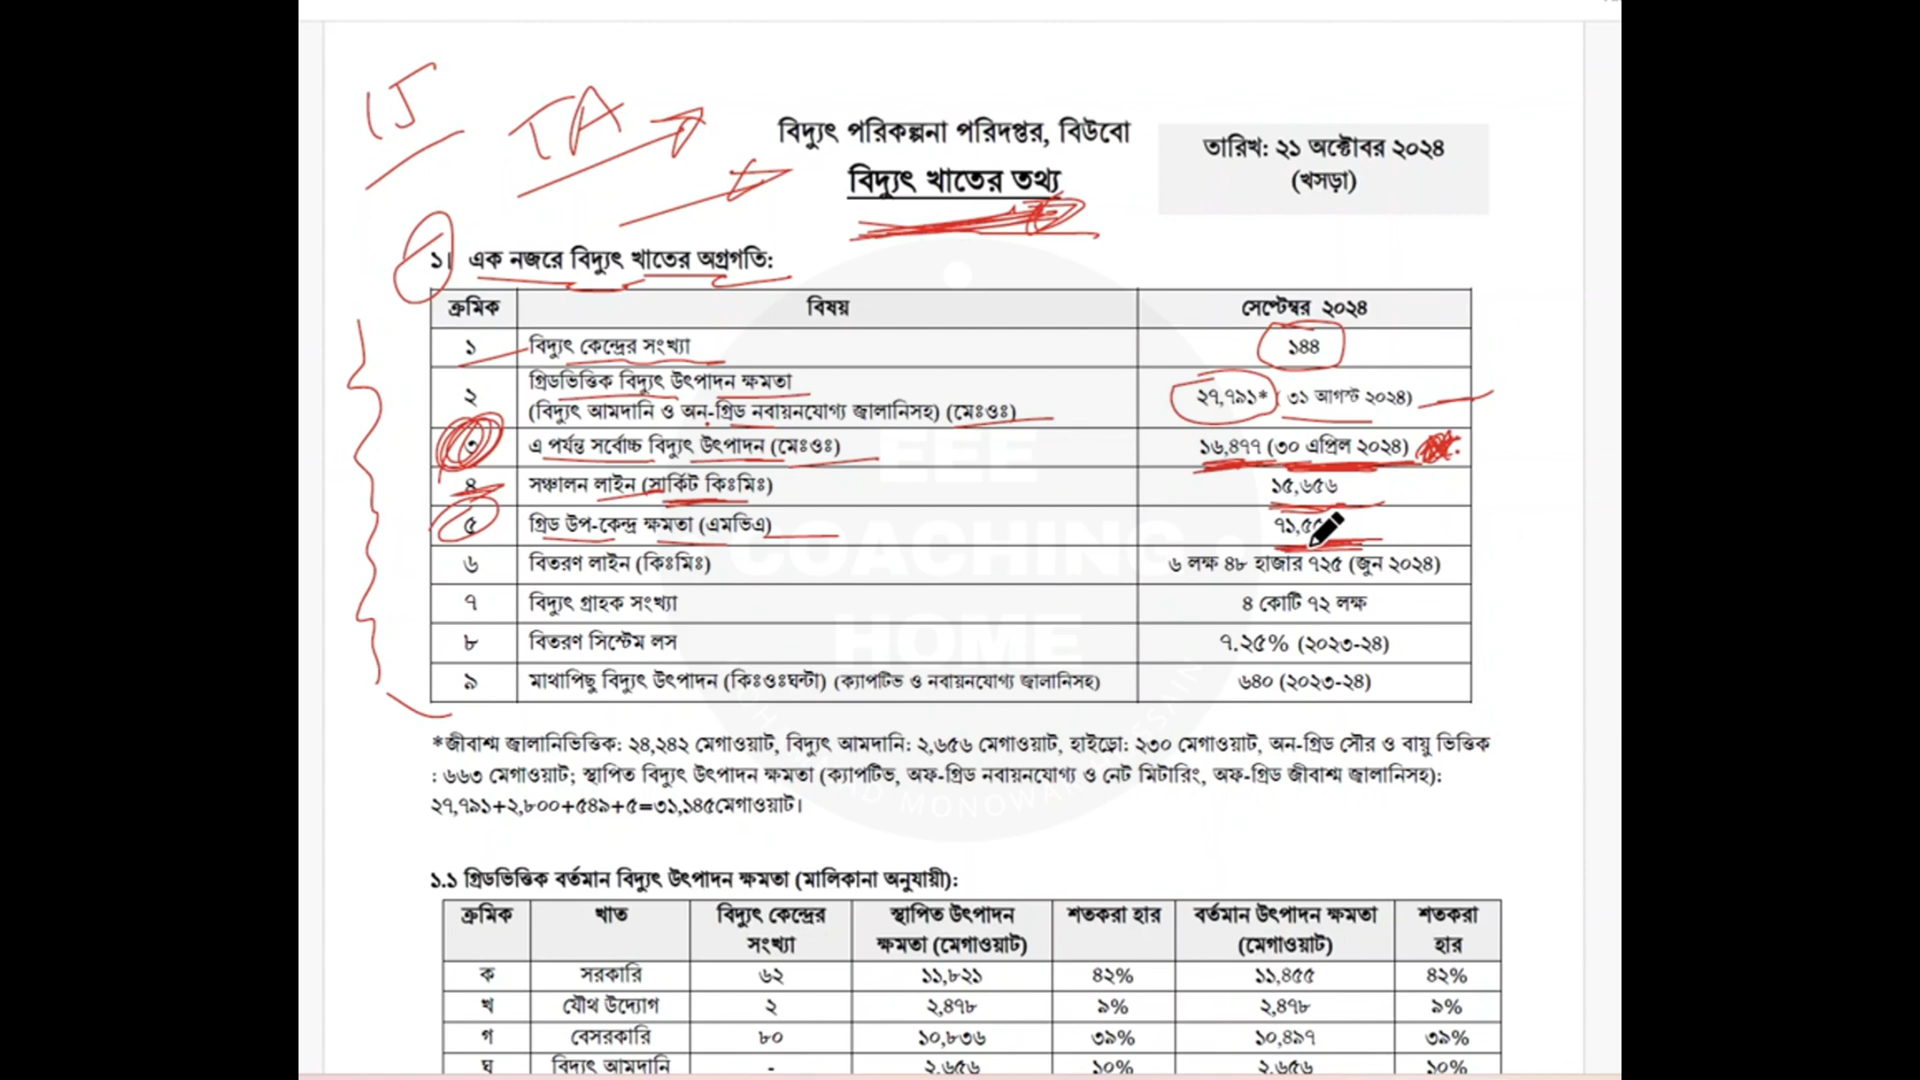 IJ
TA
বিদ্যুৎ পরিকল্পনা পরিদপ্তর, বিউবো
বিদ্যুৎ খাতের তথ্য
তারিখ: ২১ অক্টোবর ২০২৪
(খসড়া)
১। এক নজরে বিদ্যুৎ খাতের অগ্রগতি:
ক্রমিক বিষয় সেপ্টেম্বর ২০২৪
১ বিদ্যুৎ কেন্দ্রের সংখ্যা ১৪৪
২ গ্রিডভিত্তিক বিদ্যুৎ উৎপাদন ক্ষমতা
(বিদ্যুৎ আমদানি ও অন-গ্রিড নবায়নযোগ্য জ্বালানিসহ) (মেঃওঃ) ২৭,৭৯১* (৩১ আগস্ট ২০২৪)
৩ এ পর্যন্ত সর্বোচ্চ বিদ্যুৎ উৎপাদন (মেঃওঃ) ১৬,৪৭৭ (৩০ এপ্রিল ২০২৪)
৪ সঞ্চালন লাইন (সার্কিট কিঃমিঃ) ১৫,৬৫৬
৫ গ্রিড উপ-কেন্দ্র ক্ষমতা (এমভিএ)
৬ বিতরণ লাইন (কিঃমিঃ) ৬ লক্ষ ৪৮ হাজার ৭২৫ (জুন ২০২৪)
৭ বিদ্যুৎ গ্রাহক সংখ্যা ৪ কোটি ৭২ লক্ষ
৮ বিতরণ সিস্টেম লস ৭.২৫% (২০২৩-২৪)
৯ মাথাপিছু বিদ্যুৎ উৎপাদন (কিঃওঃঘন্টা) (ক্যাপটিভ ও নবায়নযোগ্য জ্বালানিসহ) ৬৪০ (২০২৩-২৪)
EEE
COACHING
HOME
*জীবাশ্ম জ্বালানিভিত্তিক: ২৪,২৪২ মেগাওয়াট, বিদ্যুৎ আমদানি: ২,৬৫৬ মেগাওয়াট, হাইড্রো: ২৩০ মেগাওয়াট, অন-গ্রিড সৌর ও বায়ু ভিত্তিক
: ৬৬৩ মেগাওয়াট; স্থাপিত বিদ্যুৎ উৎপাদন ক্ষমতা (ক্যাপটিভ, অফ-গ্রিড নবায়নযোগ্য ও নেট মিটারিং, অফ-গ্রিড জীবাশ্ম জ্বালানিসহ):
২৭,৭৯১+২,৮০০+৫৪৯+৫=৩১,১৪৫মেগাওয়াট।
১.১ গ্রিডভিত্তিক বর্তমান বিদ্যুৎ উৎপাদন ক্ষমতা (মালিকানা অনুযায়ী):
ক্রমিক খাত বিদ্যুৎ কেন্দ্রের সংখ্যা স্থাপিত উৎপাদন ক্ষমতা (মেগাওয়াট) শতকরা হার বর্তমান উৎপাদন ক্ষমতা (মেগাওয়াট) শতকরা হার
ক সরকারি ৬২ ১১,৮২১ ৪২% ১১,৪৫৫ ৪২%
খ যৌথ উদ্যোগ ২ ২,৪৭৮ ৯% ২,৪৭৮ ৯%
গ বেসরকারি ৮০ ১০,৮৩৬ ৩৯% ১০,৪৯৭ ৩৯%
ঘ বিদ্যুৎ আমদানি - ২,৬৫৬ ১০% ২,৬৫৬ ১০%